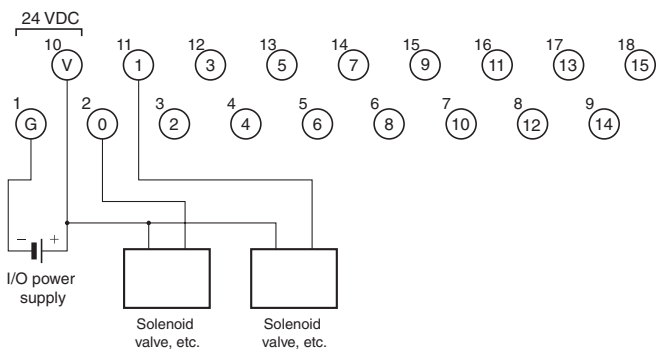 24 VDC
10 11 12 13 14 15 16 17 18
V 1 3 5 7 9 11 13 15
1 2 3 4 5 6 7 8 9
G 0 2 4 6 8 10 12 14
− +
I/O power
supply
Solenoid
valve, etc.
Solenoid
valve, etc.